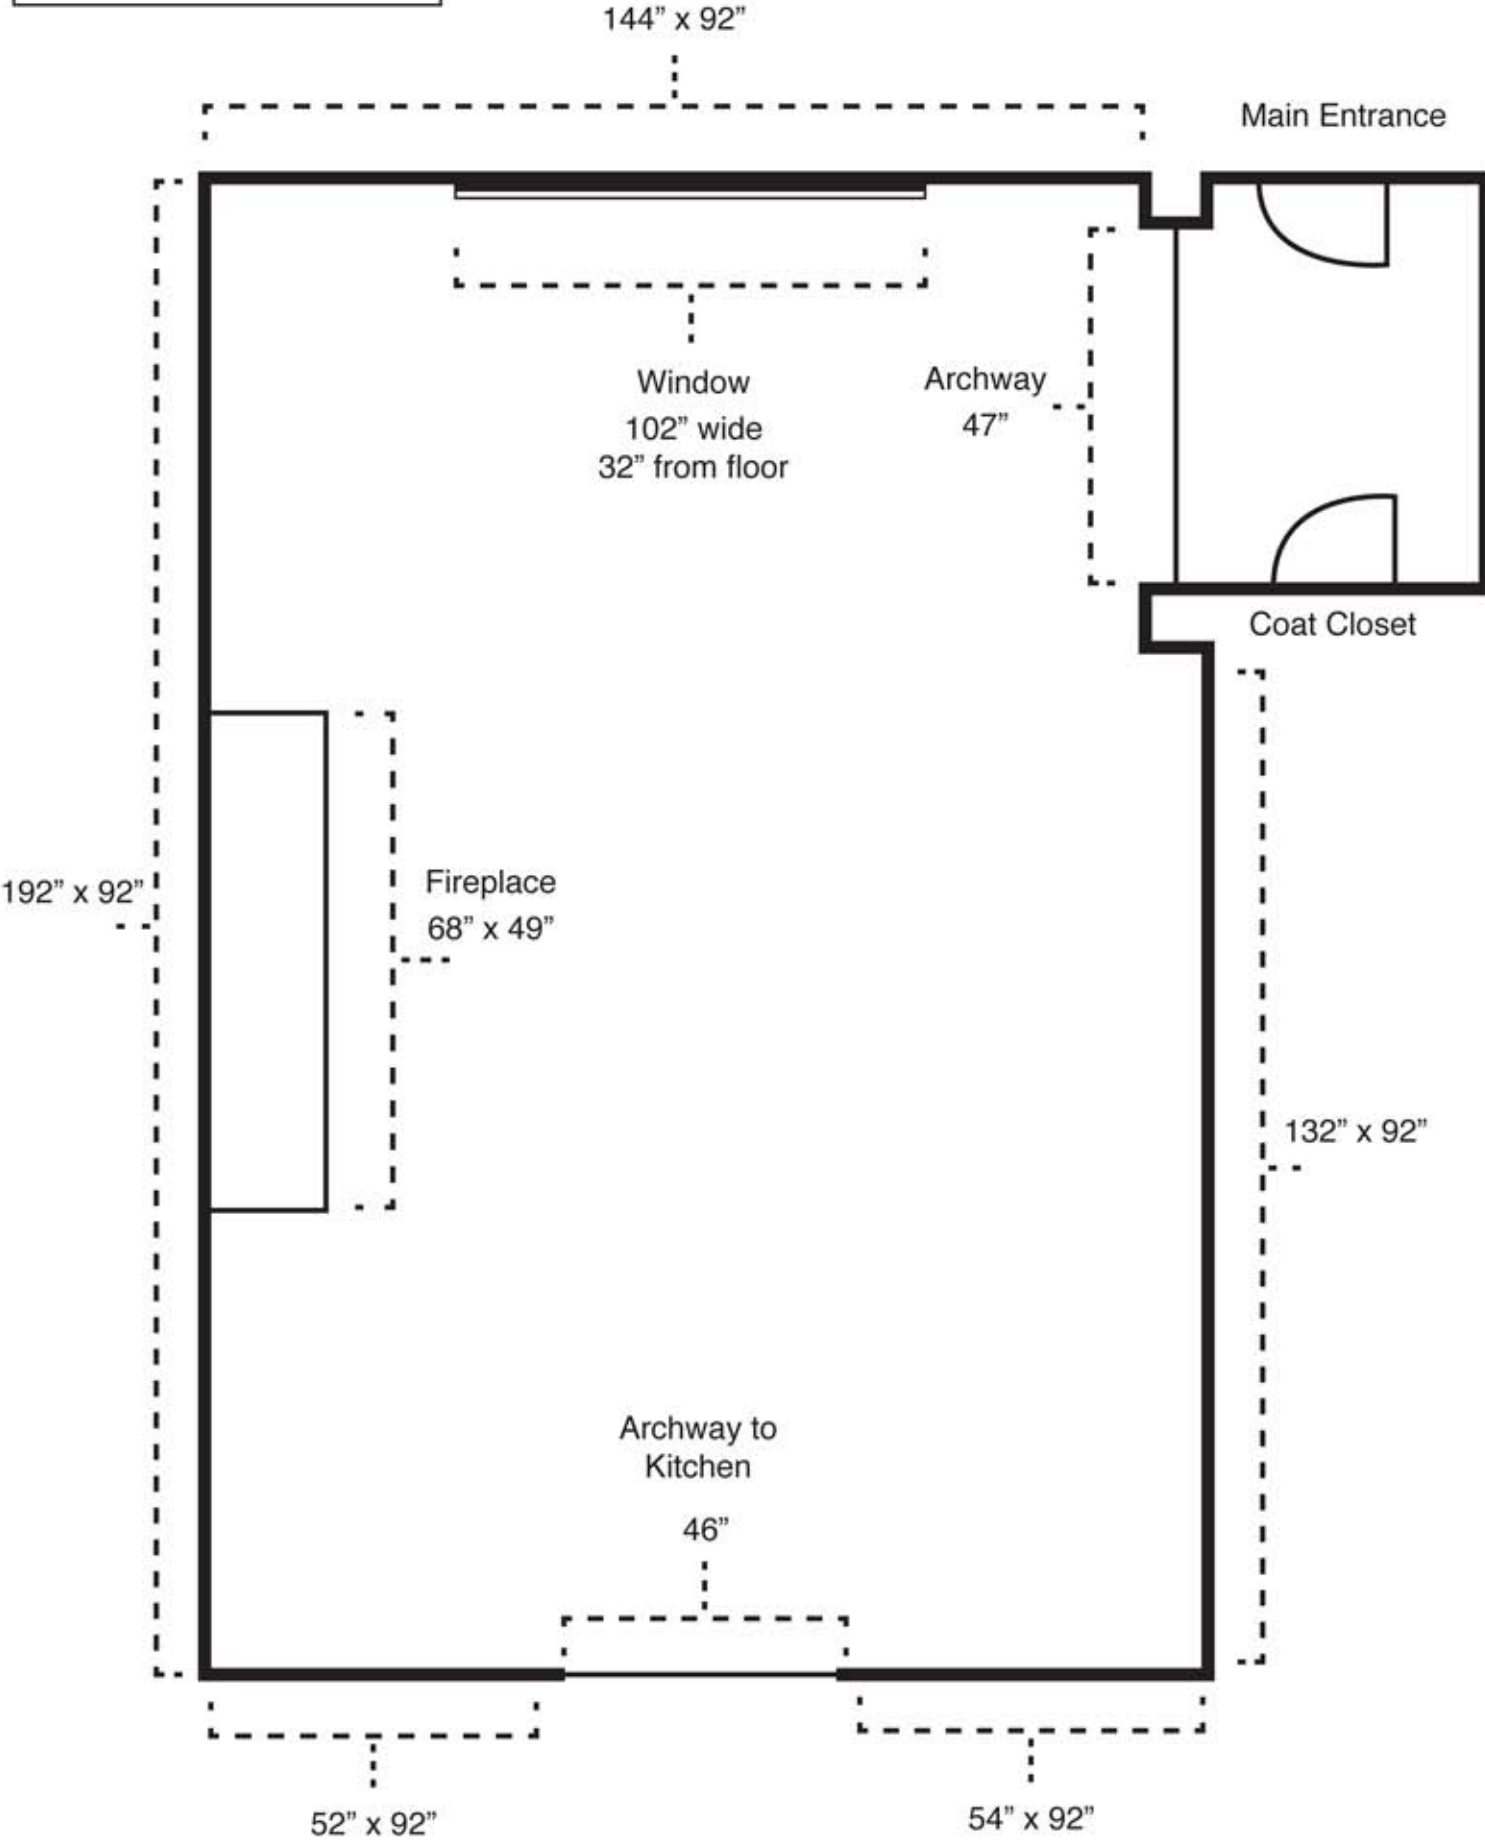 144” x 92”
Main Entrance
Window
102” wide
32” from floor
Archway
47”
Coat Closet
192” x 92”
Fireplace
68” x 49”
132” x 92”
Archway to
Kitchen
46”
52” x 92”
54” x 92”